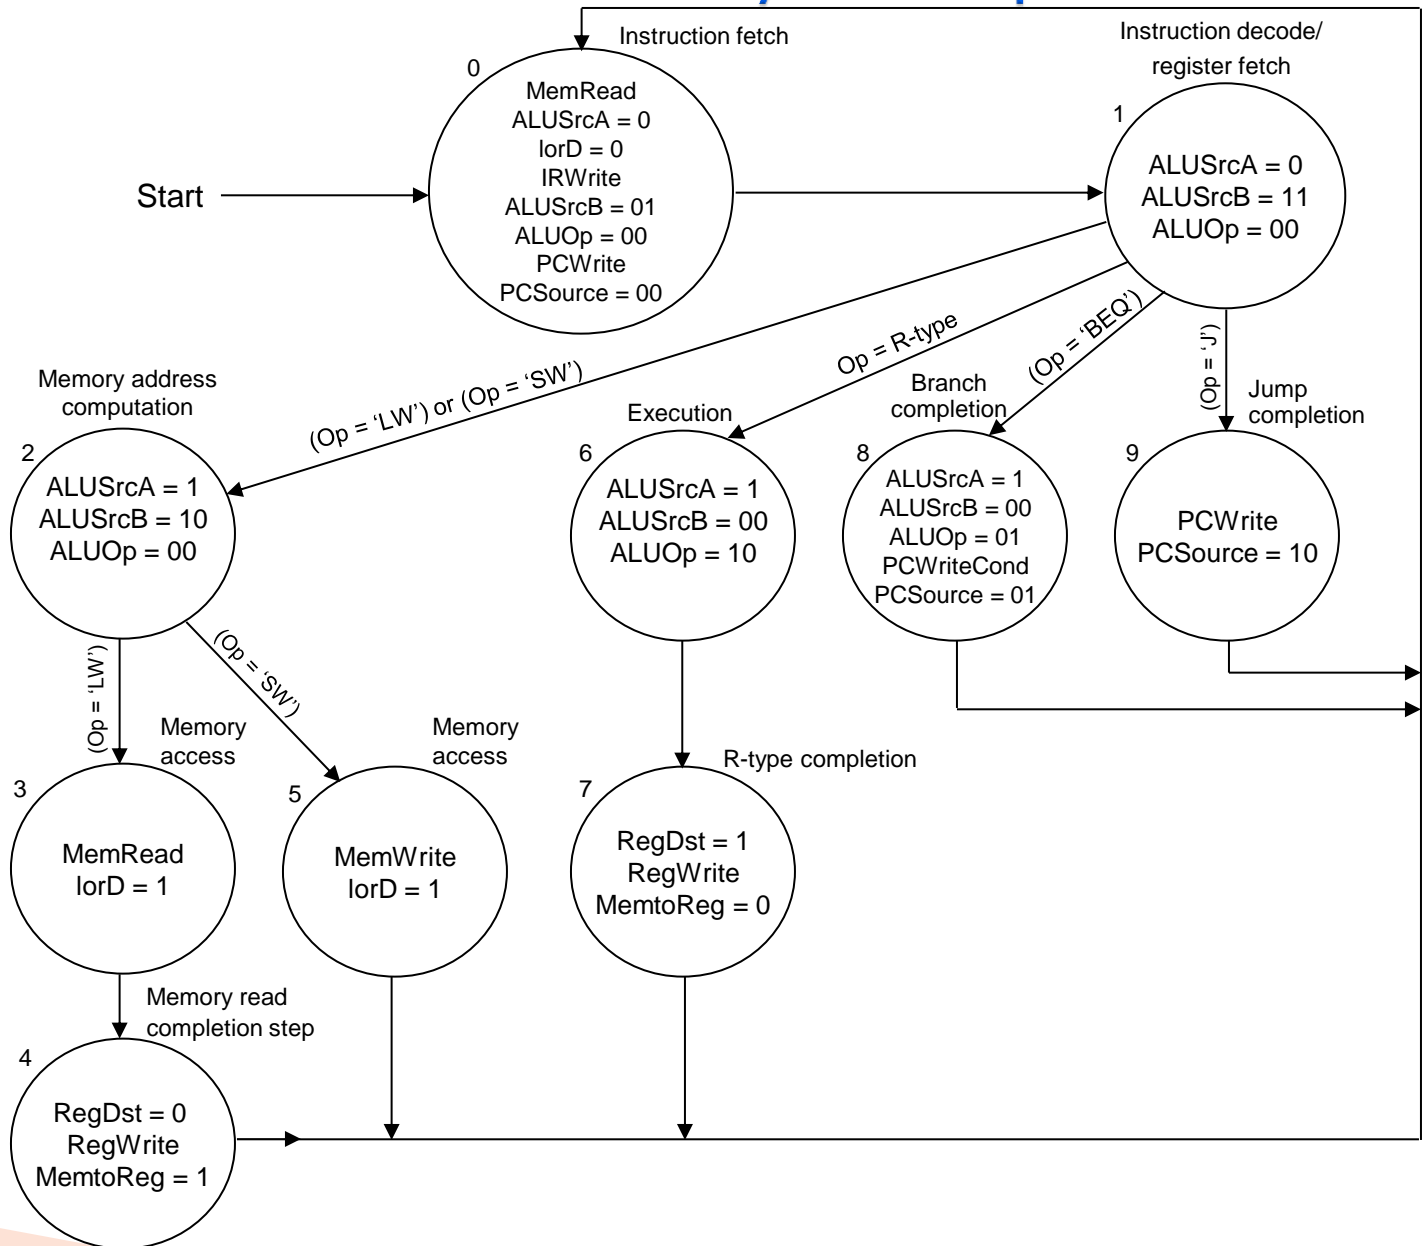 Instruction fetch
0
MemRead
ALUSrcA = 0
IorD = 0
IRWrite
ALUSrcB = 01
ALUOp = 00
PCWrite
PCSource = 00
Start
Instruction decode/
register fetch
1
ALUSrcA = 0
ALUSrcB = 11
ALUOp = 00
(Op = ‘LW’) or (Op = ‘SW’)
Op = R-type
(Op = ‘BEQ’)
(Op = ‘J’)
Memory address
computation
2
ALUSrcA = 1
ALUSrcB = 10
ALUOp = 00
Execution
6
ALUSrcA = 1
ALUSrcB = 00
ALUOp = 10
Branch
completion
8
ALUSrcA = 1
ALUSrcB = 00
ALUOp = 01
PCWriteCond
PCSource = 01
Jump
completion
9
PCWrite
PCSource = 10
(Op = ‘LW’)
(Op = ‘SW’)
Memory
access
3
MemRead
IorD = 1
Memory
access
5
MemWrite
IorD = 1
R-type completion
7
RegDst = 1
RegWrite
MemtoReg = 0
Memory read
completion step
4
RegDst = 0
RegWrite
MemtoReg = 1